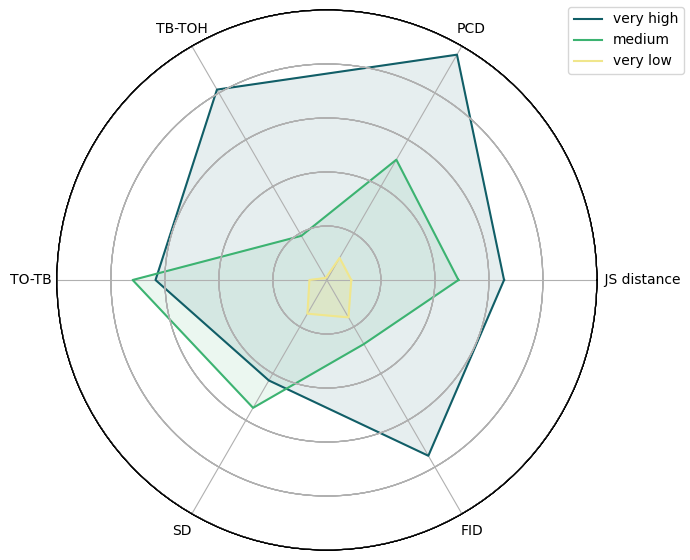 TB-TOH
PCD
very high
medium
very low
TO-TB
JS distance
SD
FID